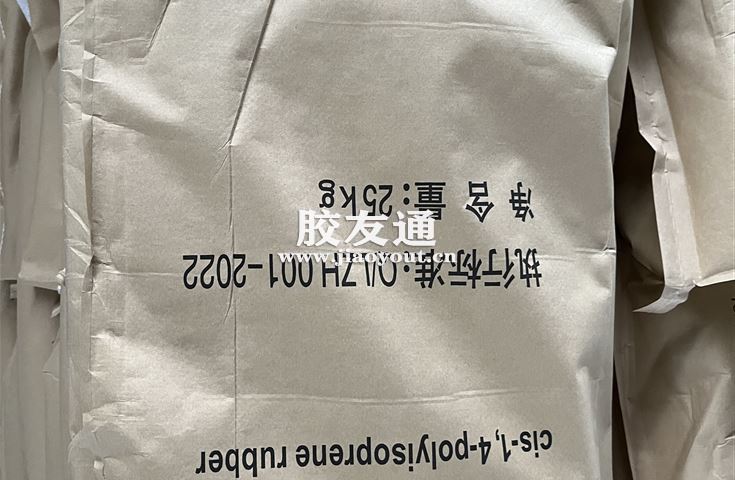 cis-1,4-polyisoprene rubber
执行标准:Q/LZH 001-2022
净含量:25kg
胶友通
www.jiaoyout.cn